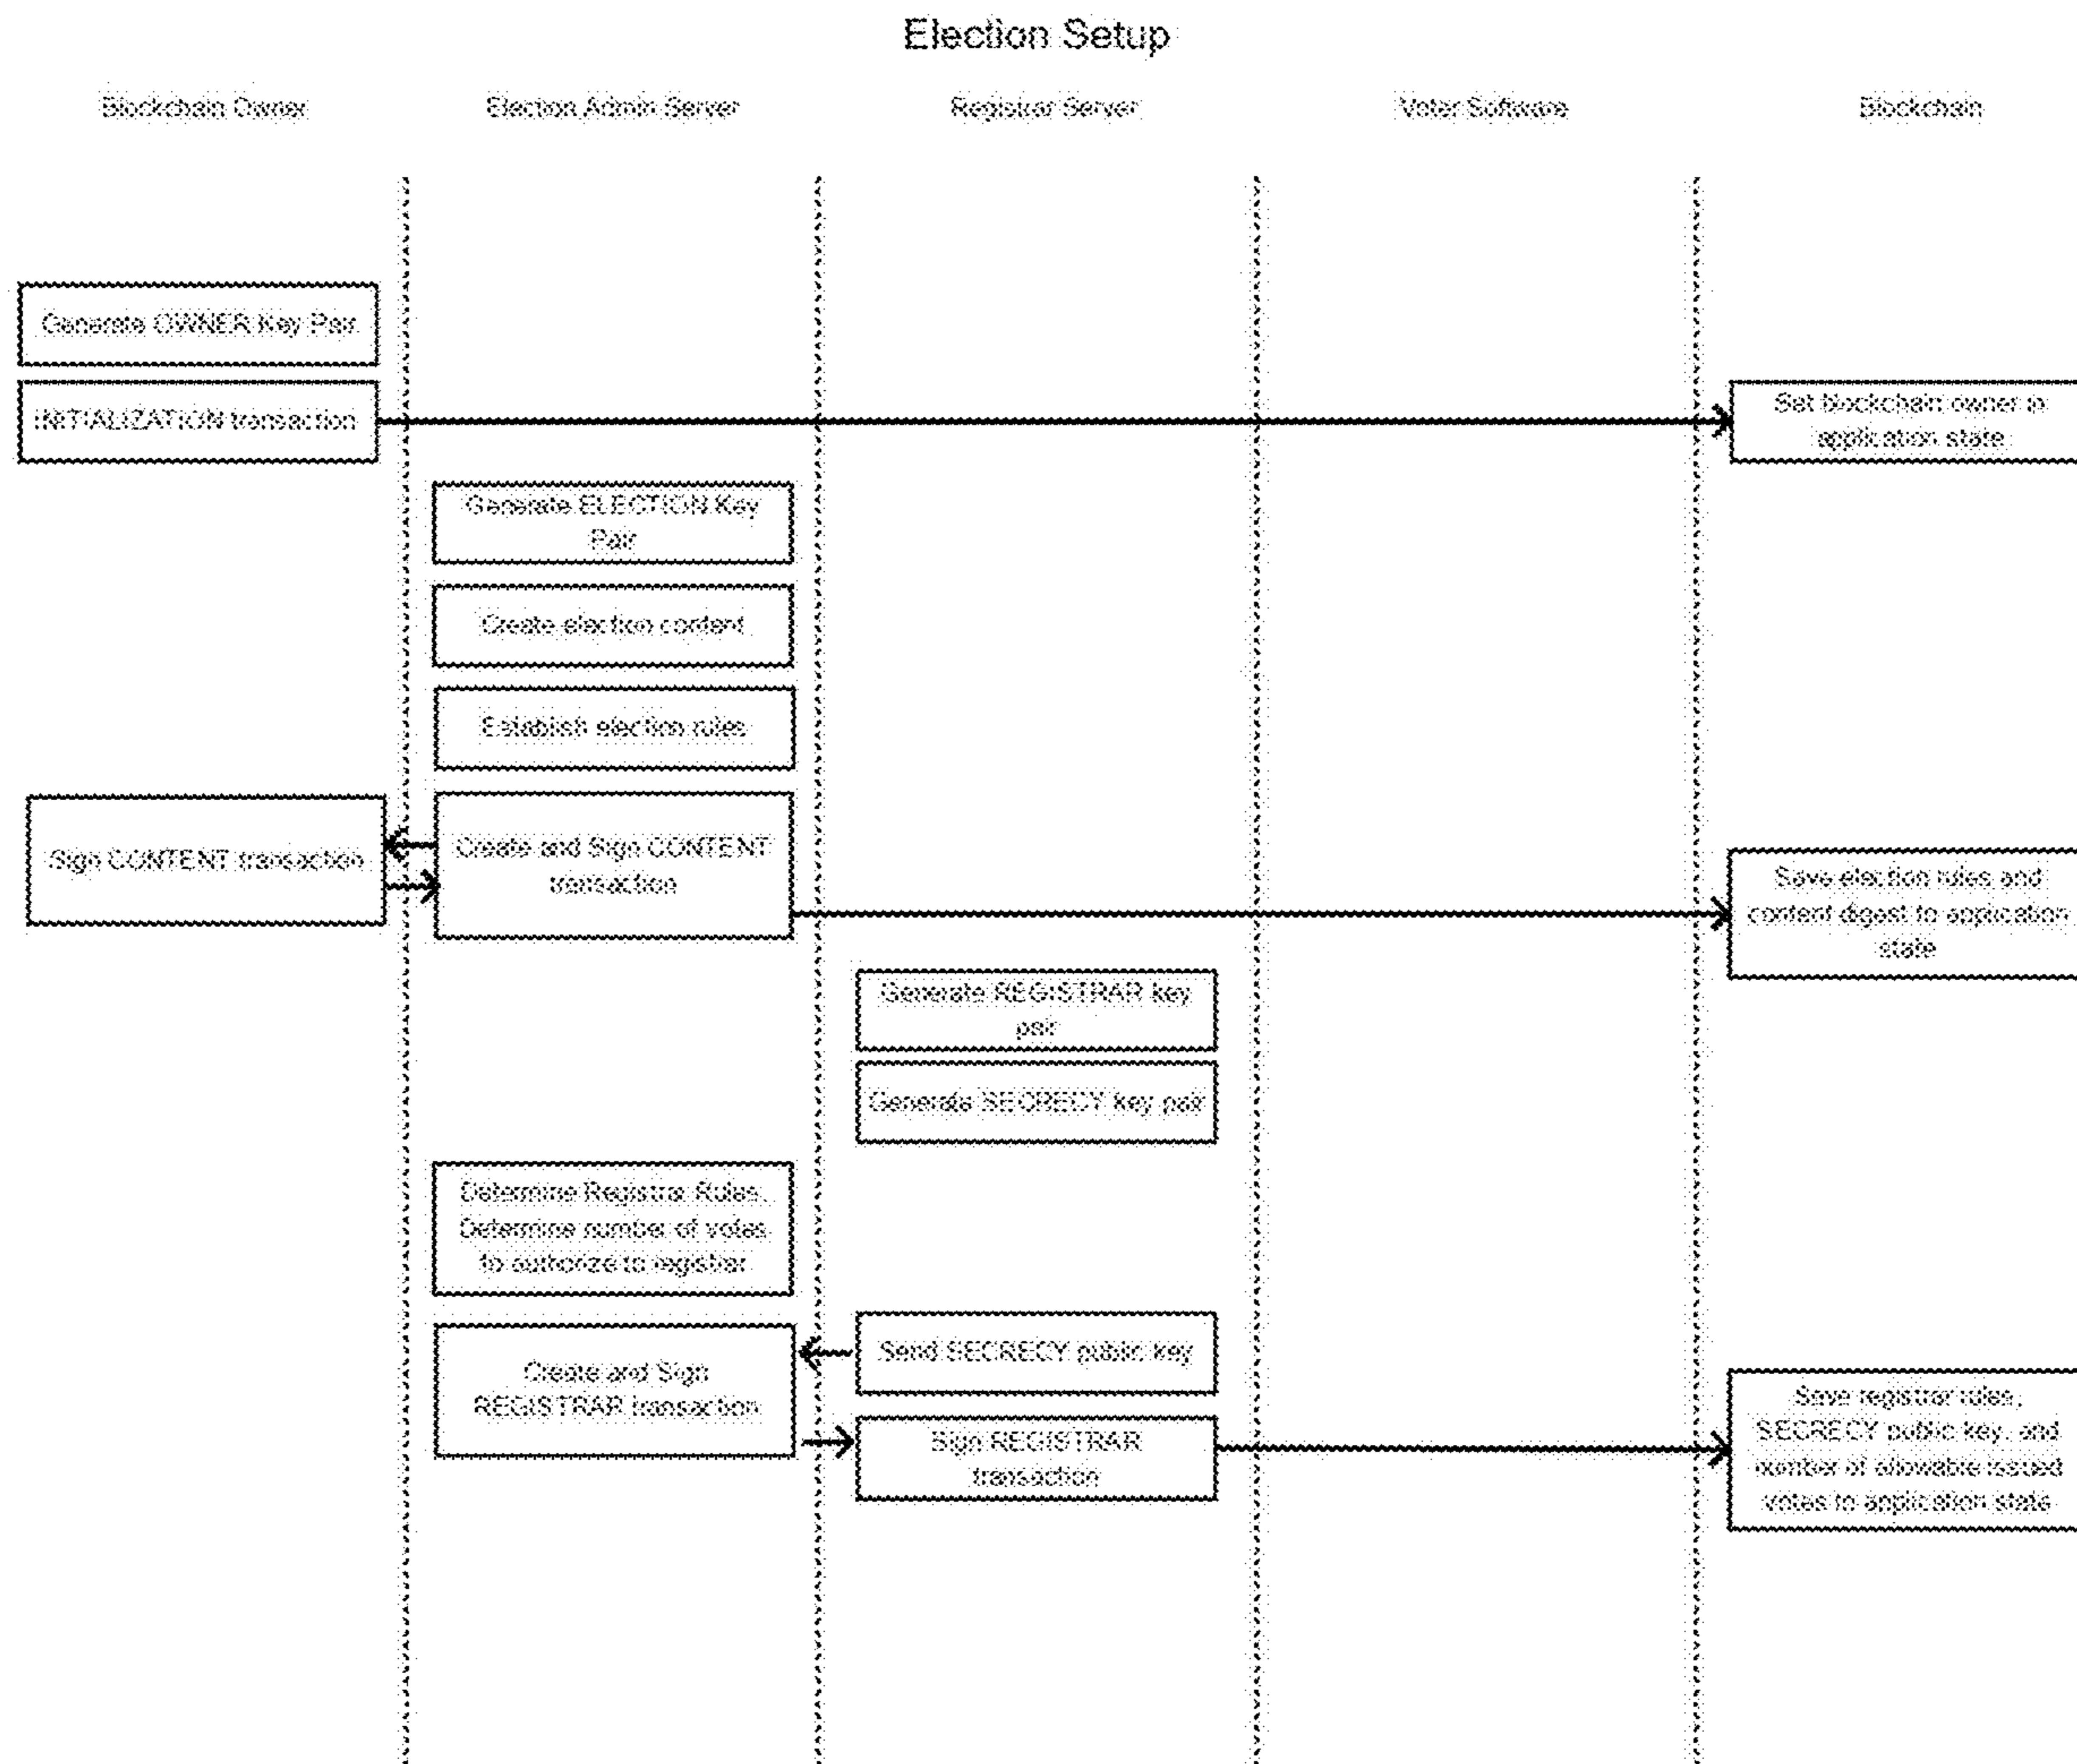 Election Setup
Blockchain Owner
Election Admin Server
Registrar Server
Voter Software
Blockchain
Generate OWNER Key Pair
INITIALIZATION transaction
Set blockchain owner in
application state
Generate ELECTION Key
Pair
Create election content
Establish election rules
Sign CONTENT transaction
Create and Sign CONTENT
transaction
Save election rules and
content digest to application
state
Generate REGISTRAR key
pair
Generate SECRECY key pair
Determine Registrar Rules.
Determine number of votes
to authorize to registrar
Send SECRECY public key
Create and Sign
REGISTRAR transaction
Sign REGISTRAR
transaction
Save registrar rules,
SECRECY public key, and
number of allowable issued
votes to application state